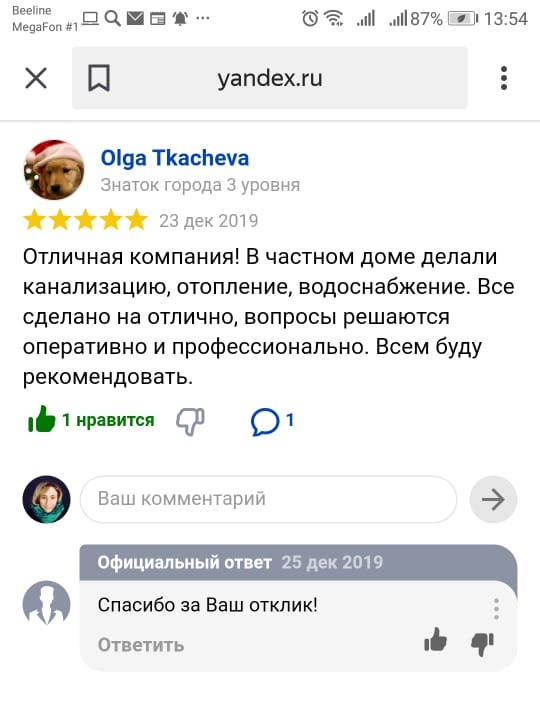 Beeline
MegaFon #1 ... 87% 13:54
yandex.ru
Olga Tkacheva
Знаток города 3 уровня
23 дек 2019
Отличная компания! В частном доме делали
канализацию, отопление, водоснабжение. Все
сделано на отлично, вопросы решаются
оперативно и профессионально. Всем буду
рекомендовать.
1 нравится 1
Ваш комментарий
Официальный ответ 25 дек 2019
Спасибо за Ваш отклик!
Ответить